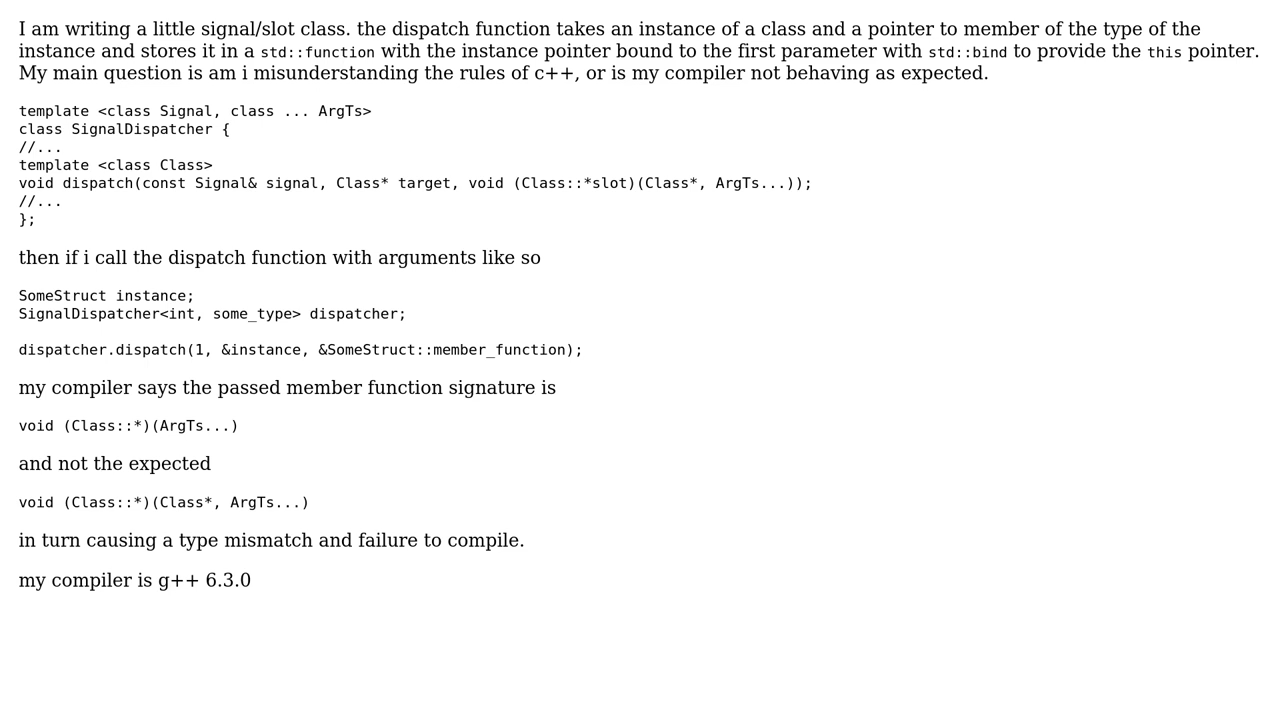 I am writing a little signal/slot class. the dispatch function takes an instance of a class and a pointer to member of the type of the
instance and stores it in a std::function with the instance pointer bound to the first parameter with std::bind to provide the this pointer.
My main question is am i misunderstanding the rules of c++, or is my compiler not behaving as expected.
template <class Signal, class ... ArgTs>
class SignalDispatcher {
//...
template <class Class>
void dispatch(const Signal& signal, Class* target, void (Class::*slot)(Class*, ArgTs...));
//...
};
then if i call the dispatch function with arguments like so
SomeStruct instance;
SignalDispatcher<int, some_type> dispatcher;
dispatcher.dispatch(1, &instance, &SomeStruct::member_function);
my compiler says the passed member function signature is
void (Class::*)(ArgTs...)
and not the expected
void (Class::*)(Class*, ArgTs...)
in turn causing a type mismatch and failure to compile.
my compiler is g++ 6.3.0